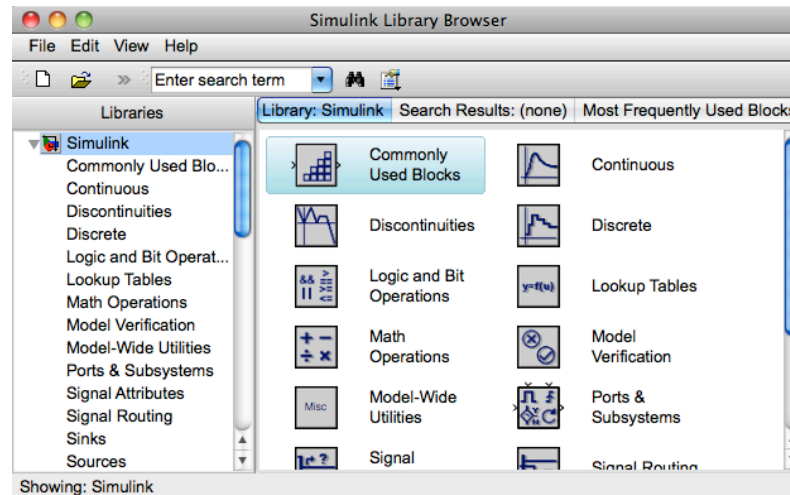 Simulink Library Browser
File Edit View Help
Enter search term
Libraries
Library: Simulink Search Results: (none) Most Frequently Used Blocks
Simulink
Commonly Used Blo...
Continuous
Discontinuities
Discrete
Logic and Bit Operat...
Lookup Tables
Math Operations
Model Verification
Model-Wide Utilities
Ports & Subsystems
Signal Attributes
Signal Routing
Sinks
Sources
Commonly
Used Blocks
Continuous
Discontinuities
Discrete
&& > 
|| >=
==
<=
Logic and Bit
Operations
y=f(u)
Lookup Tables
+ −
÷ ×
Math
Operations
Model
Verification
Misc
Model-Wide
Utilities
Y
N
Ports &
Subsystems
?
Signal
Signal Routing
Showing: Simulink